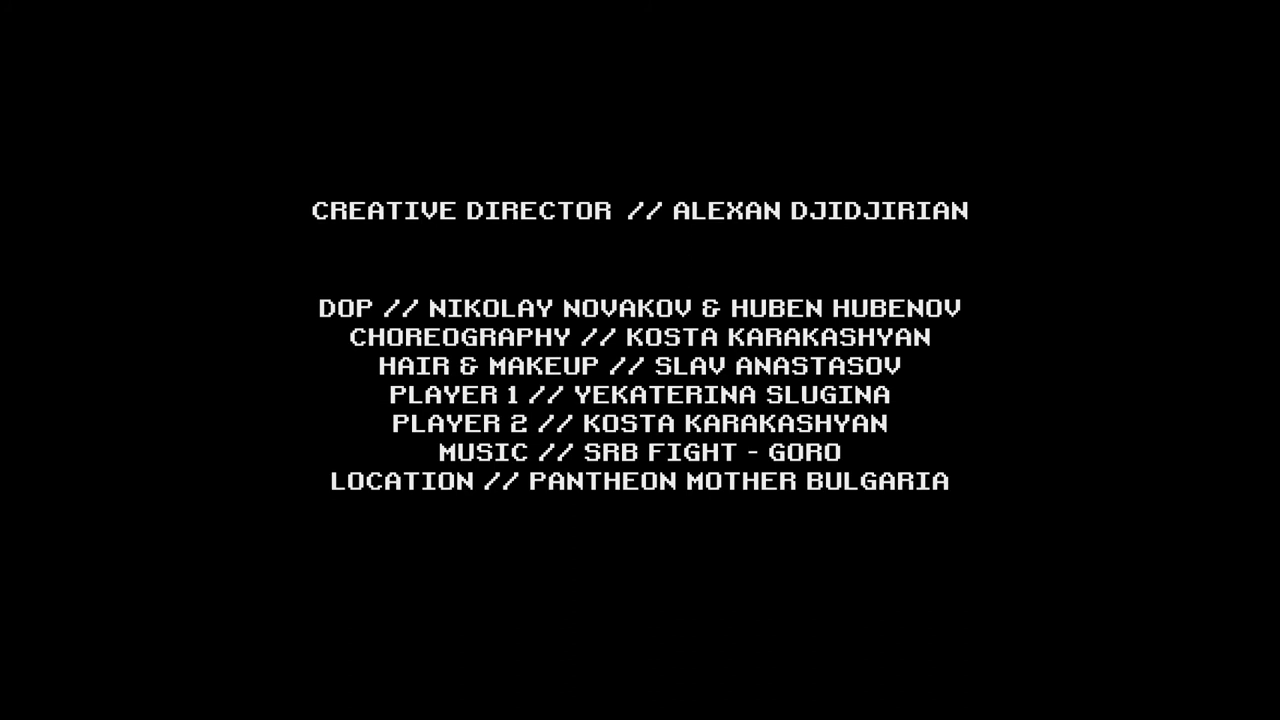 CREATIVE DIRECTOR // ALEXAN DJIDJIRIAN
DOP // NIKOLAY NOVAKOV & HUBEN HUBENOV
CHOREOGRAPHY // KOSTA KARAKASHYAN
HAIR & MAKEUP // SLAV ANASTASOV
PLAYER 1 // YEKATERINA SLUGINA
PLAYER 2 // KOSTA KARAKASHYAN
MUSIC // SRB FIGHT - GORO
LOCATION // PANTHEON MOTHER BULGARIA